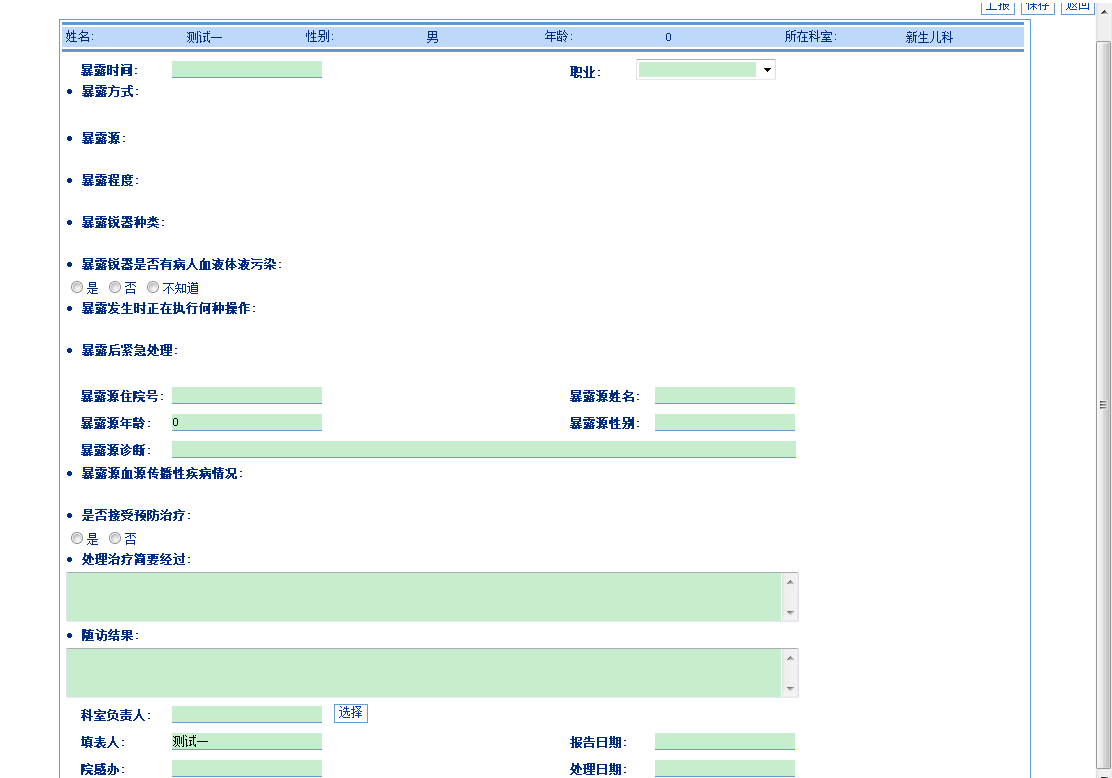 上报 保存 返回
姓名: 测试一 性别: 男 年龄: 0 所在科室: 新生儿科
暴露时间: 职业:
• 暴露方式:
• 暴露源:
• 暴露程度:
• 暴露锐器种类:
• 暴露锐器是否有病人血液体液污染:
是 否 不知道
• 暴露发生时正在执行何种操作:
• 暴露后紧急处理:
暴露源住院号: 暴露源姓名:
暴露源年龄: 0 暴露源性别:
暴露源诊断:
• 暴露源血源传播性疾病情况:
• 是否接受预防治疗:
是 否
• 处理治疗简要经过:
• 随访结果:
科室负责人: 选择
填表人: 测试一 报告日期:
院感办: 处理日期: